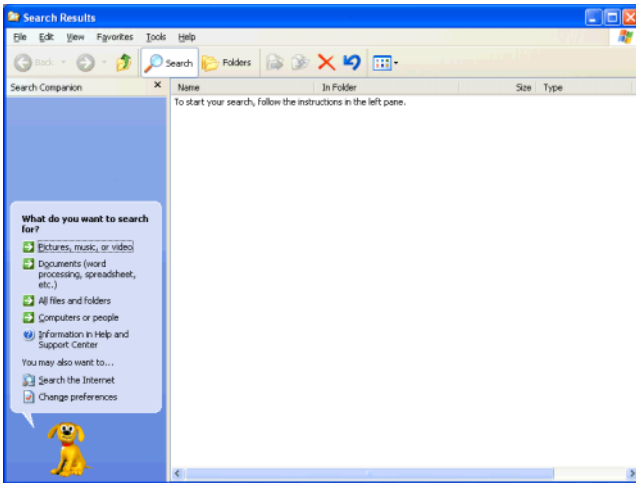 Search Results
File Edit View Favorites Tools Help
Back Search Folders
Search Companion Name In Folder Size Type
To start your search, follow the instructions in the left pane.
What do you want to search
for?
Pictures, music, or video
Documents (word
processing, spreadsheet,
etc.)
All files and folders
Computers or people
Information in Help and
Support Center
You may also want to...
Search the Internet
Change preferences